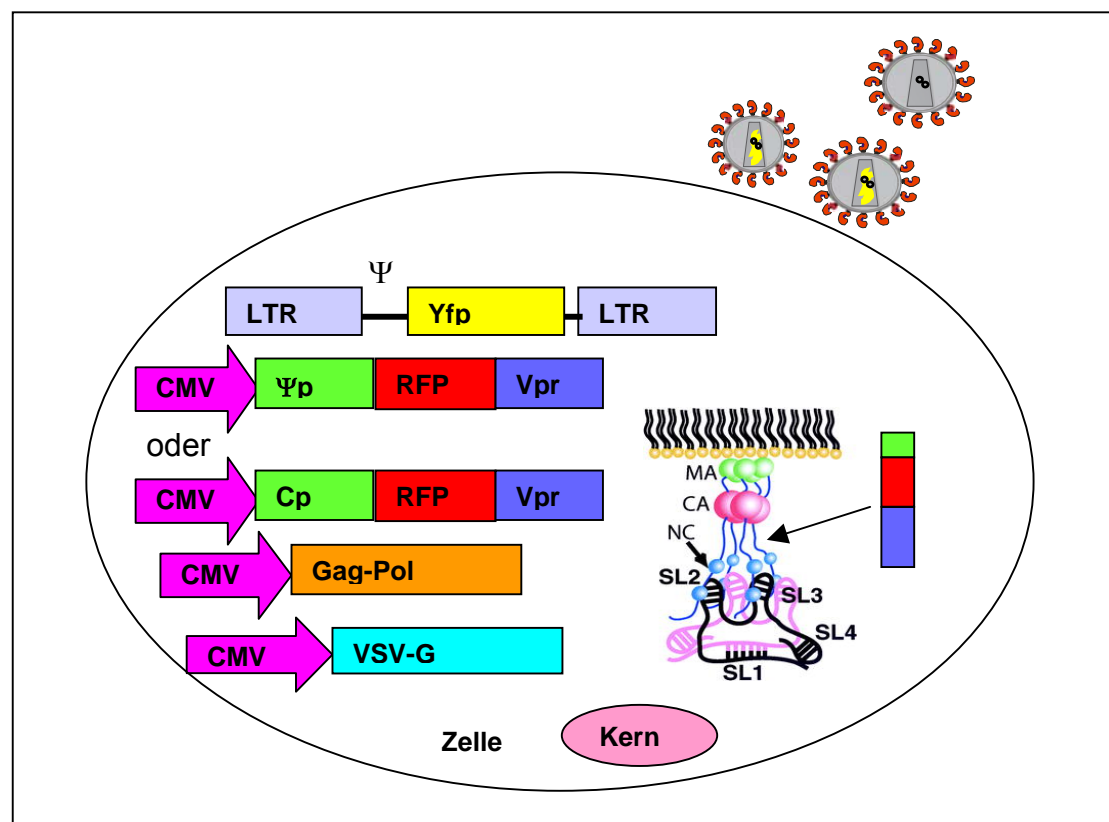 Ψ
LTR Yfp LTR
CMV Ψp RFP Vpr
oder
CMV Cp RFP Vpr
CMV Gag-Pol
CMV VSV-G
MA
CA
NC
SL2 SL3
SL4
SL1
Zelle Kern